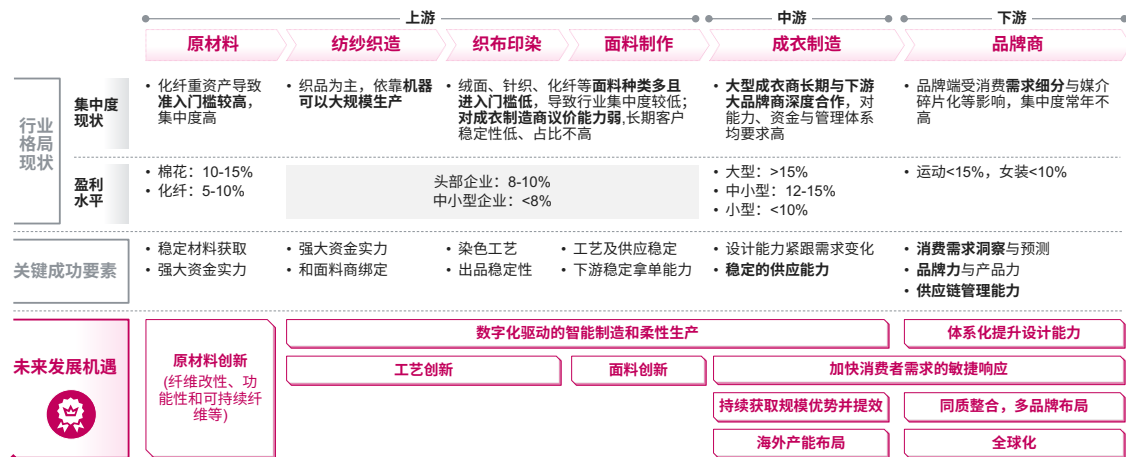 上游
中游
下游
原材料
纺纱织造
织布印染
面料制作
成衣制造
品牌商
行业
格局
现状
集中度
现状
• 化纤重资产导致
准入门槛较高，
集中度高
• 织品为主，依靠机器
可以大规模生产
• 绒面、针织、化纤等面料种类多且
进入门槛低，导致行业集中度较低；
对成衣制造商议价能力弱,长期客户
稳定性低、占比不高
• 大型成衣商长期与下游
大品牌商深度合作，对
能力、资金与管理体系
均要求高
• 品牌端受消费需求细分与媒介
碎片化等影响，集中度常年不
高
盈利
水平
• 棉花：10-15%
• 化纤：5-10%
头部企业：8-10%
中小型企业：<8%
• 大型：>15%
• 中小型：12-15%
• 小型：<10%
• 运动<15%，女装<10%
关键成功要素
• 稳定材料获取
• 强大资金实力
• 强大资金实力
• 和面料商绑定
• 染色工艺
• 出品稳定性
• 工艺及供应稳定
• 下游稳定拿单能力
• 设计能力紧跟需求变化
• 稳定的供应能力
• 消费需求洞察与预测
• 品牌力与产品力
• 供应链管理能力
未来发展机遇
原材料创新
(纤维改性、功
能性和可持续纤
维等)
数字化驱动的智能制造和柔性生产
体系化提升设计能力
工艺创新
面料创新
加快消费者需求的敏捷响应
持续获取规模优势并提效
同质整合，多品牌布局
海外产能布局
全球化